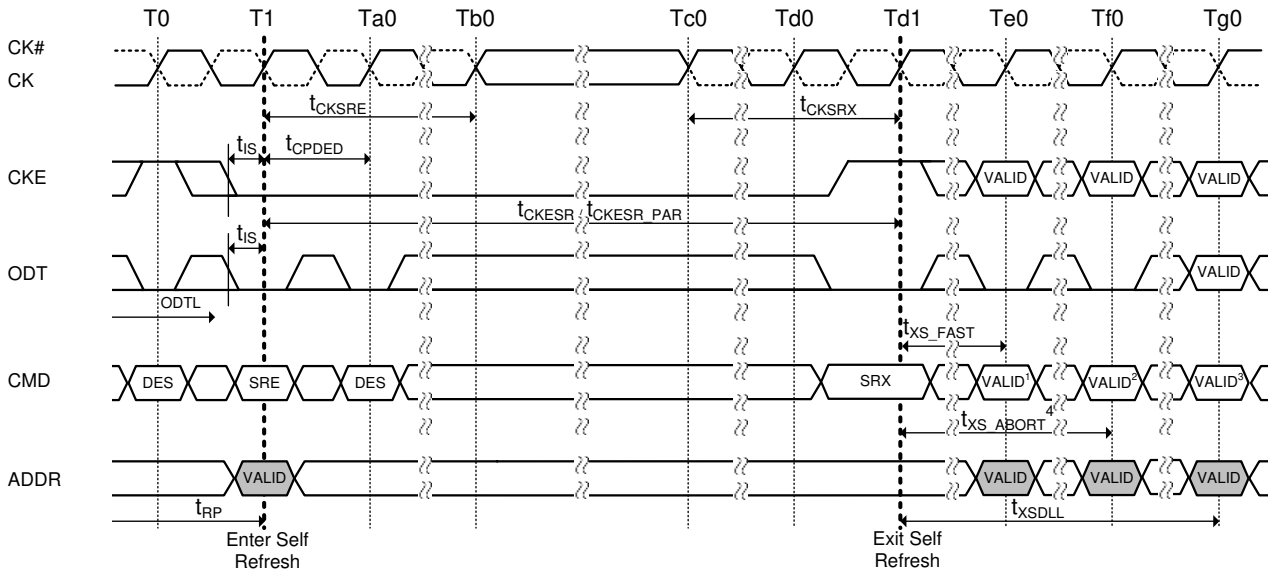 T0 T1 Ta0 Tb0 Tc0 Td0 Td1 Te0 Tf0 Tg0
CK#
CK
tCKSRE tCKSRX
tIS tCPDED
CKE VALID VALID VALID
tCKESR / tCKESR_PAR
tIS
ODT VALID
ODTL
tXS_FAST
CMD DES SRE DES SRX VALID1 VALID2 VALID3
tXS_ABORT4
ADDR VALID VALID VALID VALID
tRP tXSDLL
Enter Self
Refresh
Exit Self
Refresh